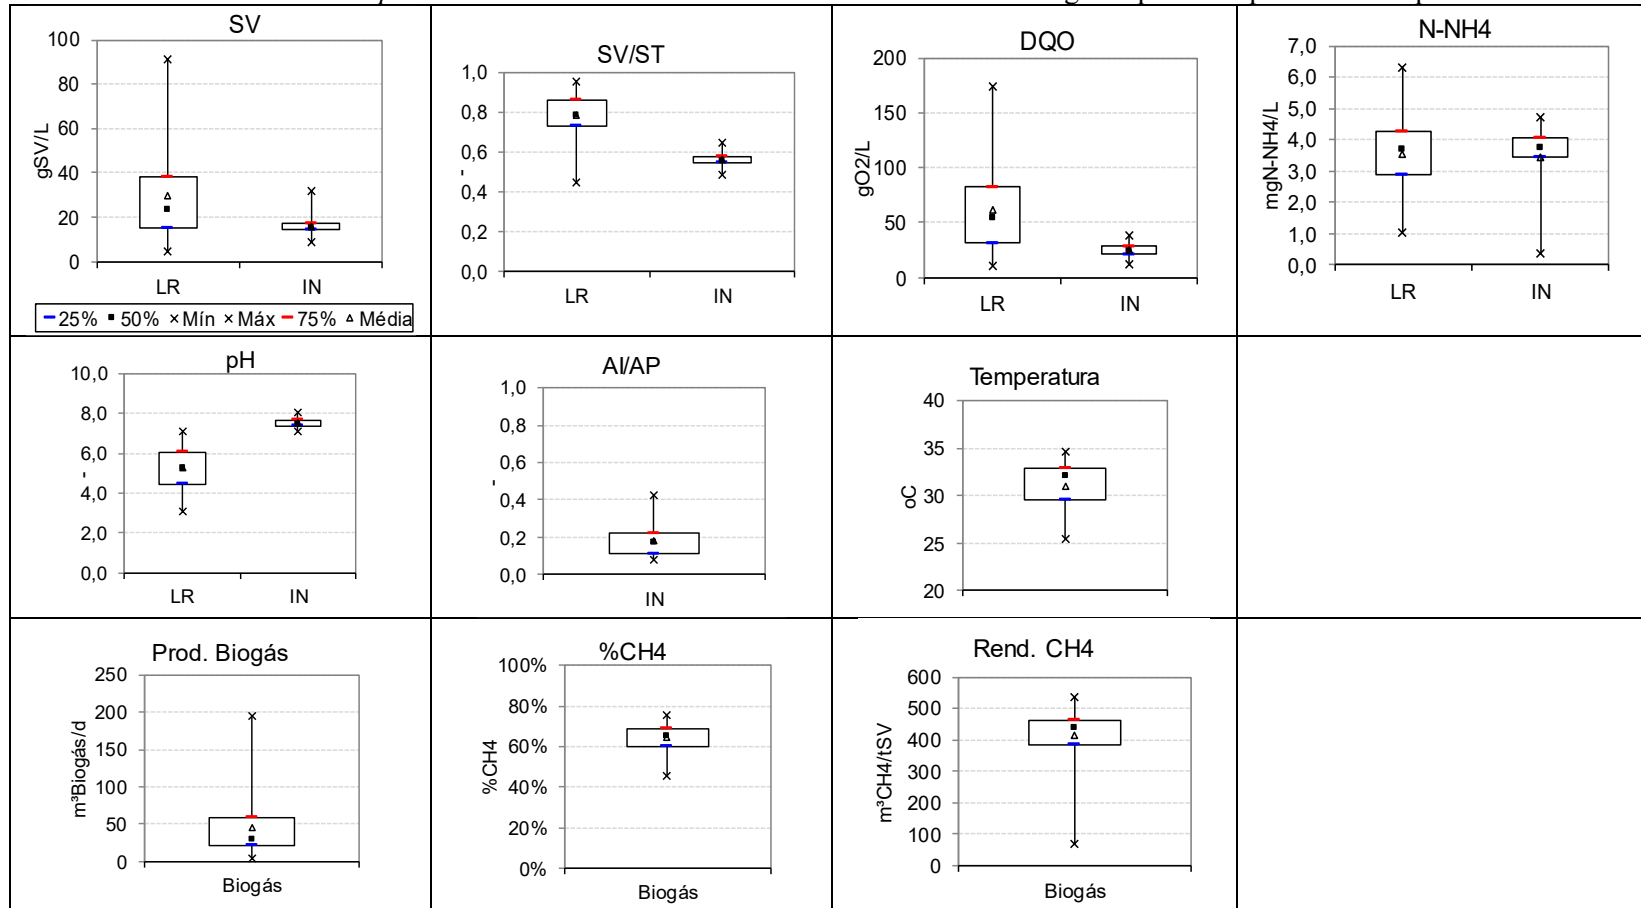 SV
100
80
60
40
20
0
gSV/L
LR IN
25% 50% Mín Máx 75% Média
SV/ST
1,0
0,8
0,6
0,4
0,2
0,0
-
LR IN
DQO
200
150
100
50
0
gO2/L
LR IN
N-NH4
7,0
6,0
5,0
4,0
3,0
2,0
1,0
0,0
mgN-NH4/L
LR IN
pH
10,0
8,0
6,0
4,0
2,0
0,0
-
LR IN
AI/AP
1,0
0,8
0,6
0,4
0,2
0,0
-
IN
Temperatura
40
35
30
25
20
oC
Prod. Biogás
250
200
150
100
50
0
m³Biogás/d
Biogás
%CH4
100%
80%
60%
40%
20%
0%
%CH4
Biogás
Rend. CH4
600
500
400
300
200
100
0
m³CH4/tSV
Biogás